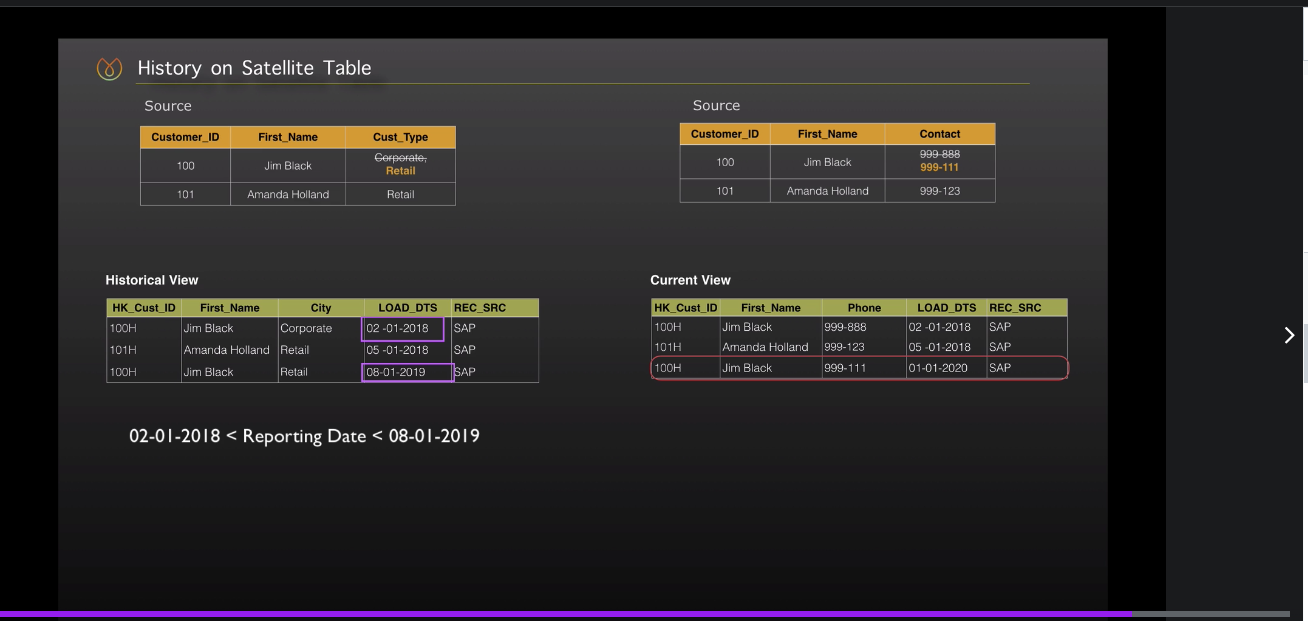 History on Satellite Table
Source
Customer_ID First_Name Cust_Type
100 Jim Black Corporate, Retail
101 Amanda Holland Retail
Source
Customer_ID First_Name Contact
100 Jim Black 999-888 999-111
101 Amanda Holland 999-123
Historical View
HK_Cust_ID First_Name City LOAD_DTS REC_SRC
100H Jim Black Corporate 02 -01-2018 SAP
101H Amanda Holland Retail 05 -01-2018 SAP
100H Jim Black Retail 08-01-2019 SAP
Current View
HK_Cust_ID First_Name Phone LOAD_DTS REC_SRC
100H Jim Black 999-888 02 -01-2018 SAP
101H Amanda Holland 999-123 05 -01-2018 SAP
100H Jim Black 999-111 01-01-2020 SAP
02-01-2018 < Reporting Date < 08-01-2019